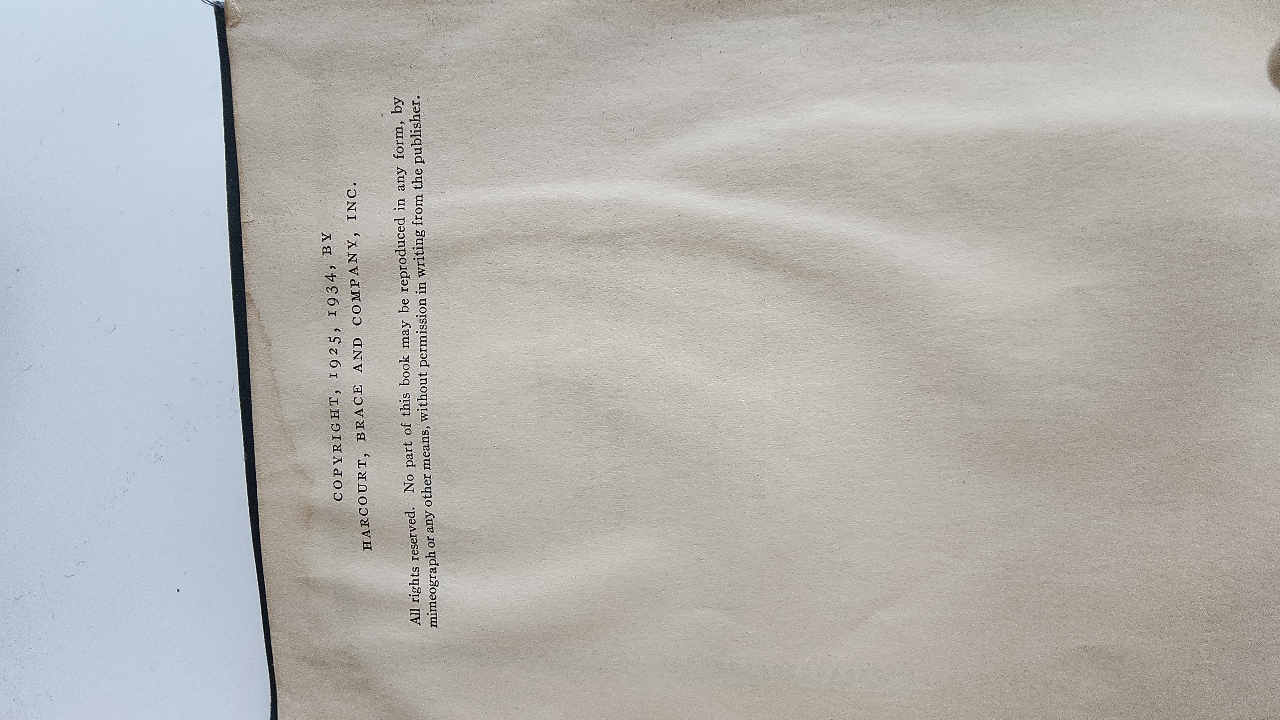 COPYRIGHT, 1925, 1934, BY
HARCOURT, BRACE AND COMPANY, INC.
All rights reserved. No part of this book may be reproduced in any form, by
mimeograph or any other means, without permission in writing from the publisher.